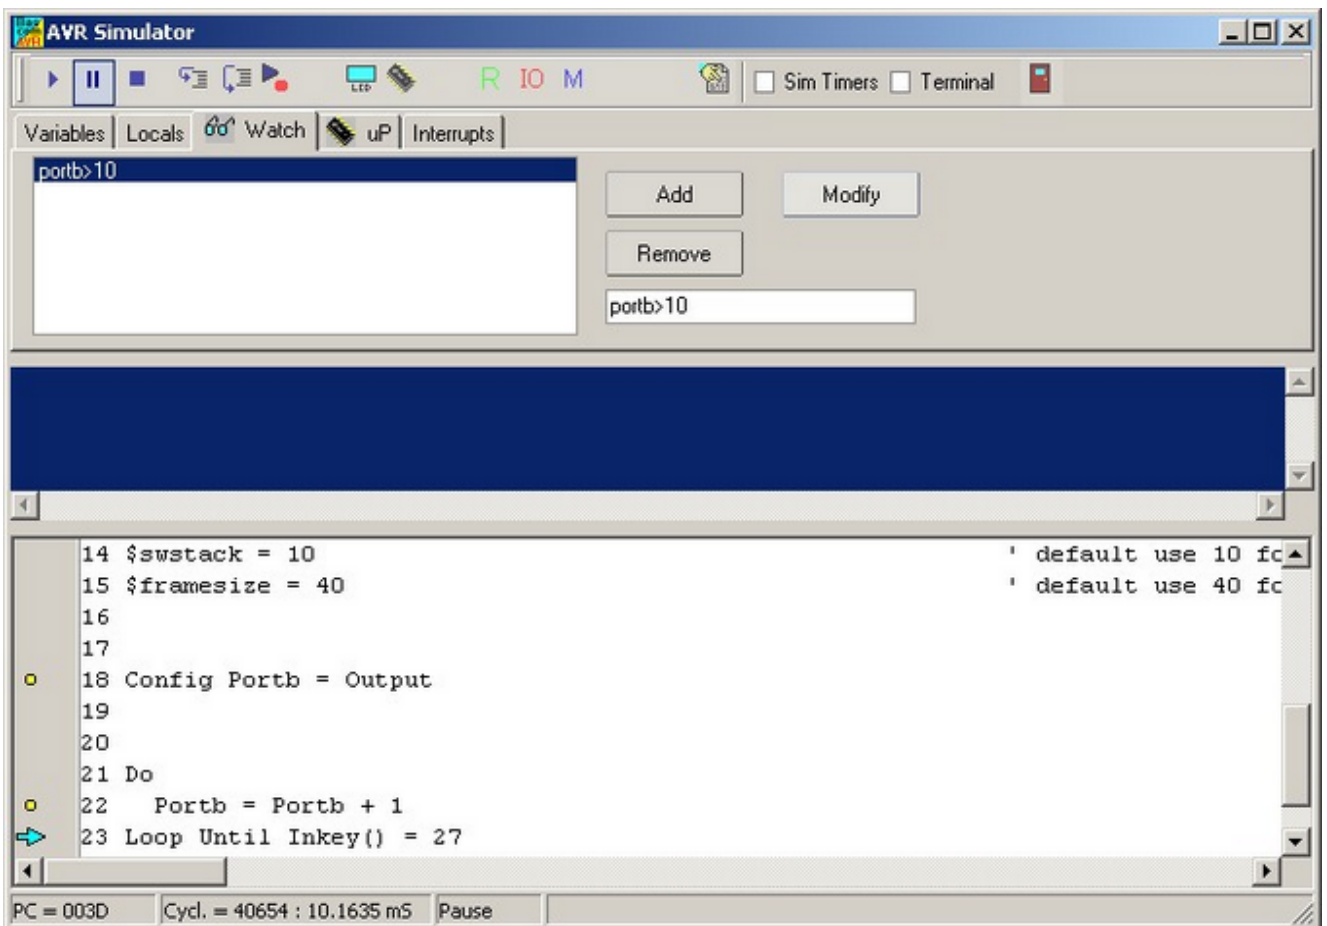 AVR Simulator
LCD R IO M Sim Timers Terminal
Variables Locals Watch uP Interrupts
portb>10
Add Modify
Remove
portb>10
14 $swstack = 10 ' default use 10 fo
15 $framesize = 40 ' default use 40 fo
16
17
18 Config Portb = Output
19
20
21 Do
22 Portb = Portb + 1
23 Loop Until Inkey() = 27
PC = 003D Cycl. = 40654 : 10.1635 mS Pause